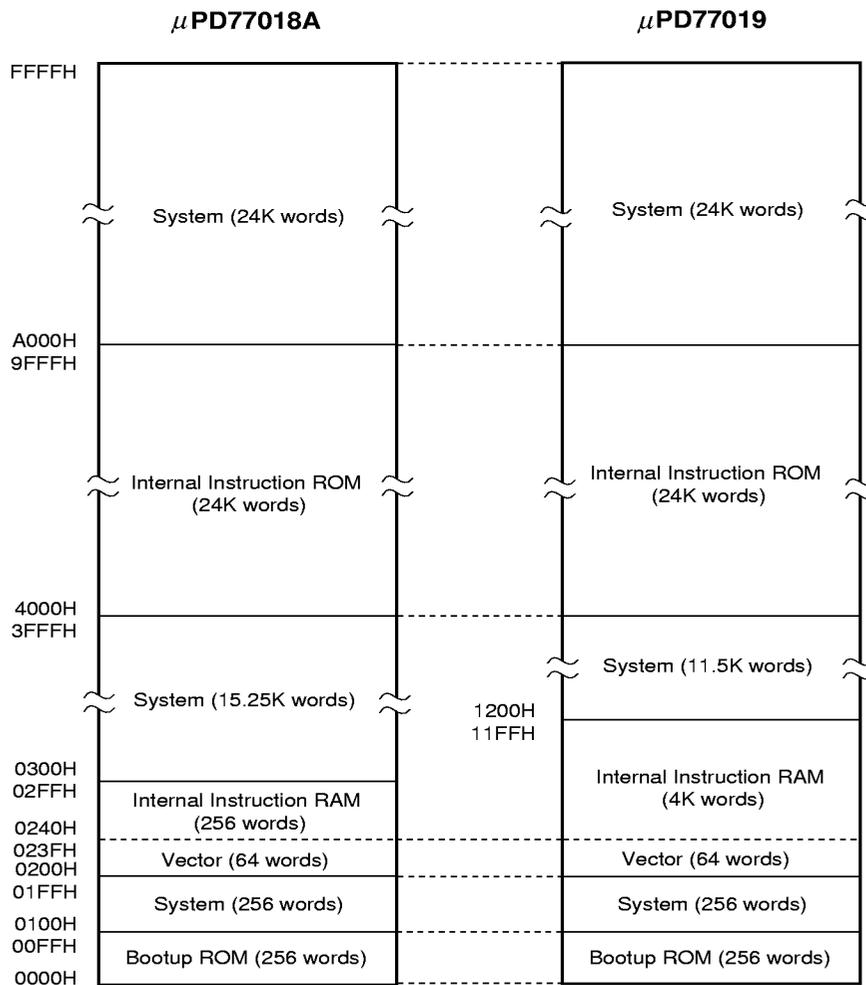 μPD77018A
μPD77019
FFFFH
System (24K words)
System (24K words)
A000H
9FFFH
Internal Instruction ROM
(24K words)
Internal Instruction ROM
(24K words)
4000H
3FFFH
System (15.25K words)
System (11.5K words)
1200H
11FFH
0300H
02FFH
Internal Instruction RAM
(256 words)
Internal Instruction RAM
(4K words)
0240H
023FH
Vector (64 words)
Vector (64 words)
0200H
01FFH
System (256 words)
System (256 words)
0100H
00FFH
Bootup ROM (256 words)
Bootup ROM (256 words)
0000H